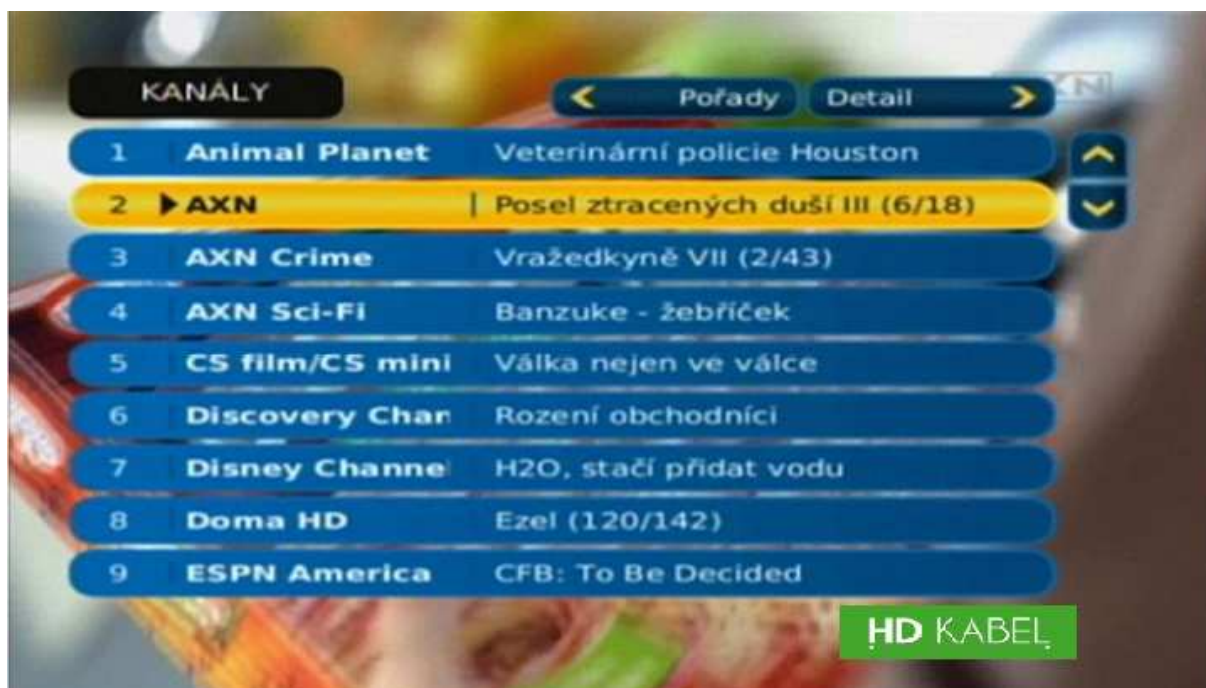 KANÁLY Pořady Detail AXN
1 Animal Planet Veterinární policie Houston
2 AXN Posel ztracených duší III (6/18)
3 AXN Crime Vražedkyně VII (2/43)
4 AXN Sci-Fi Banzuke - žebříček
5 CS film/CS mini Válka nejen ve válce
6 Discovery Chan Rození obchodníci
7 Disney Channel H2O, stačí přidat vodu
8 Doma HD Ezel (120/142)
9 ESPN America CFB: To Be Decided
HD KABEL